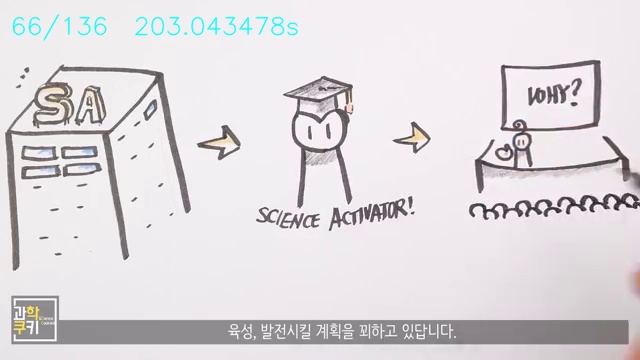 66/136 203.043478s
SA
WHY?
SCIENCE ACTIVATOR!
과학
쿠키
육성, 발전시킬 계획을 꾀하고 있답니다.